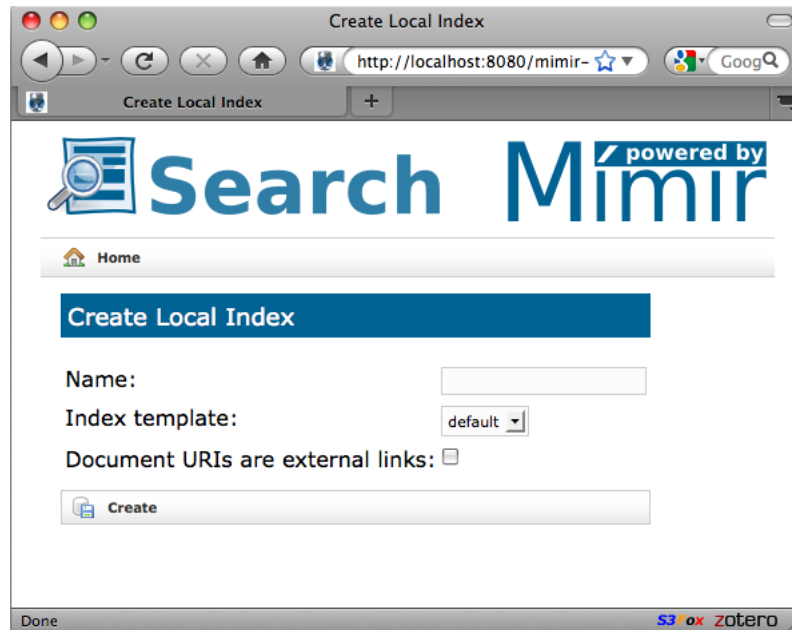 Create Local Index
http://localhost:8080/mimir-
Goog
Create Local Index
+
Search
powered by
Mimir
Home
Create Local Index
Name:
Index template:
default
Document URIs are external links:
Create
Done
S3Fox zotero